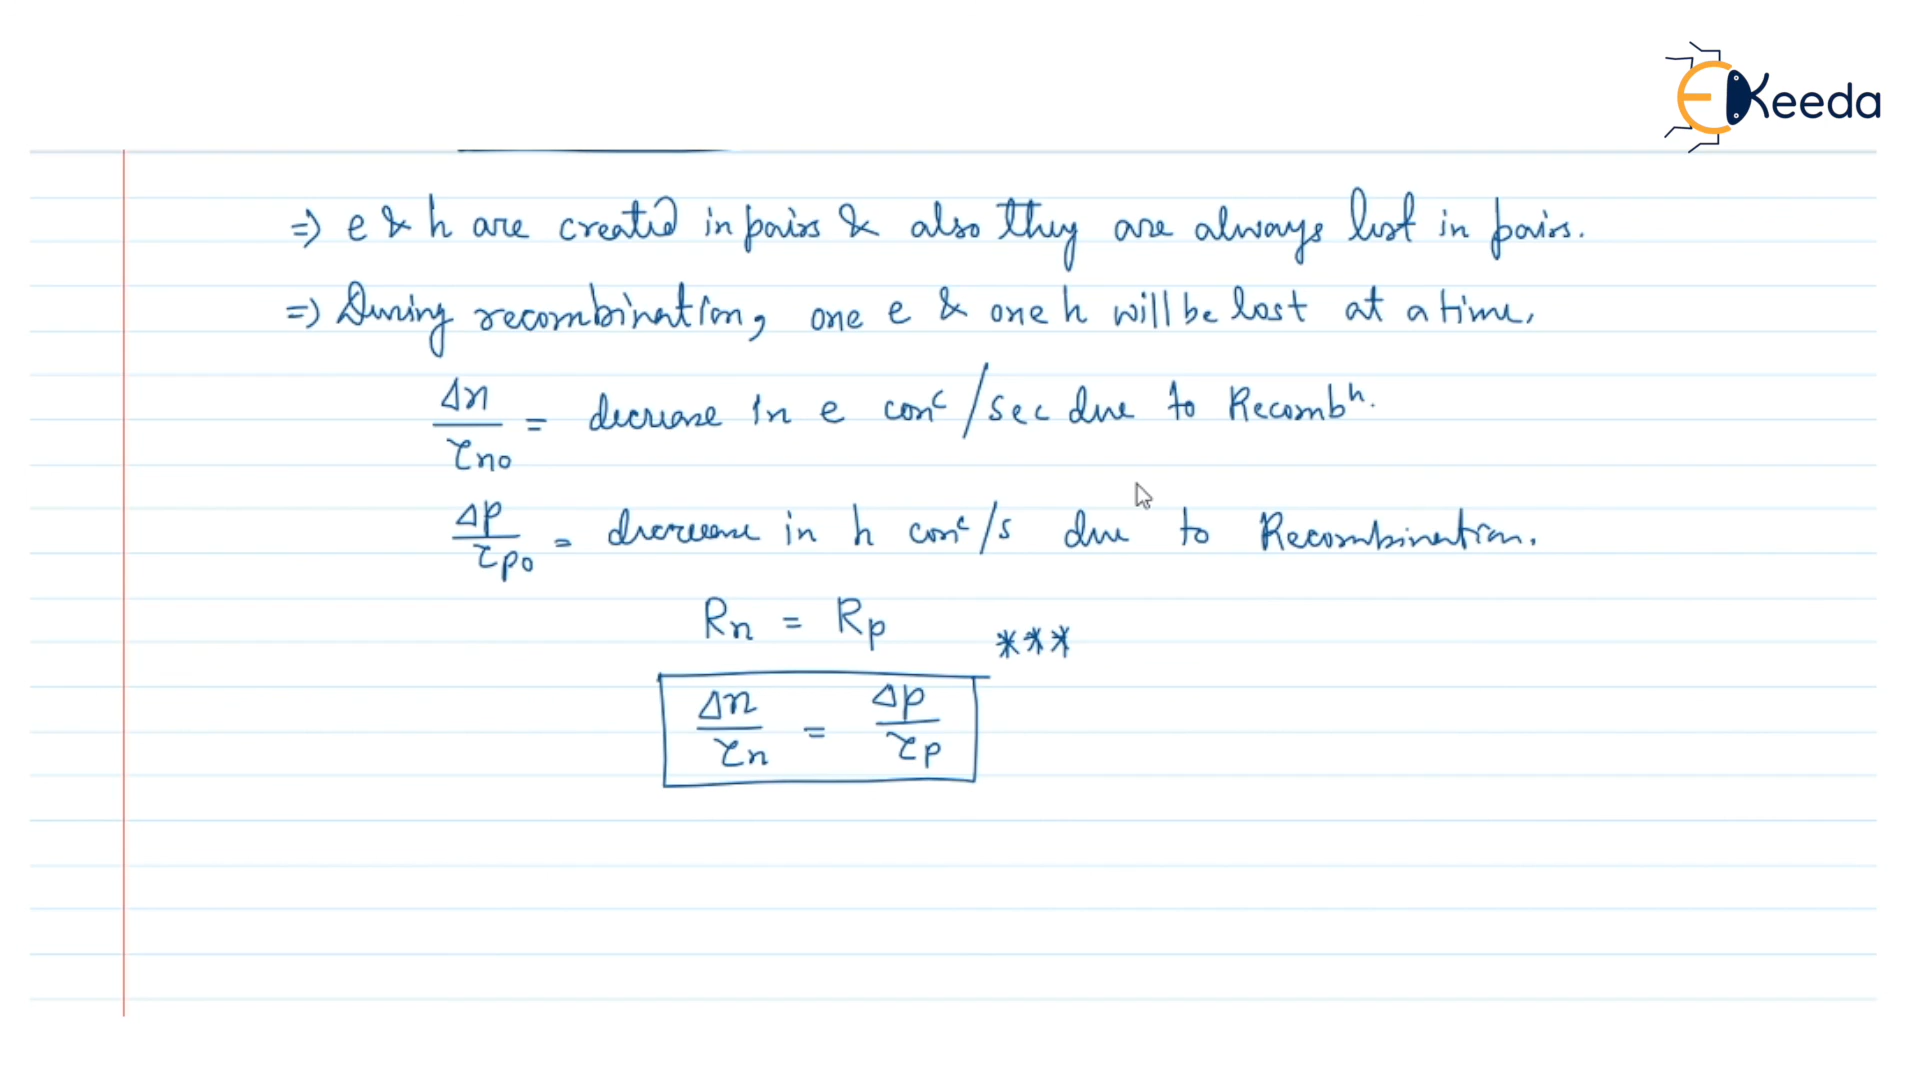 EKeeda
=> e & h are created in pairs & also they are always lost in pairs.
=> During recombination, one e & one h will be lost at a time.
Δn/τn0 = decrease in e conc/sec due to Recombn.
Δp/τp0 = decrease in h conc/s due to Recombination.
Rn = Rp
***
Δn/τn = Δp/τp